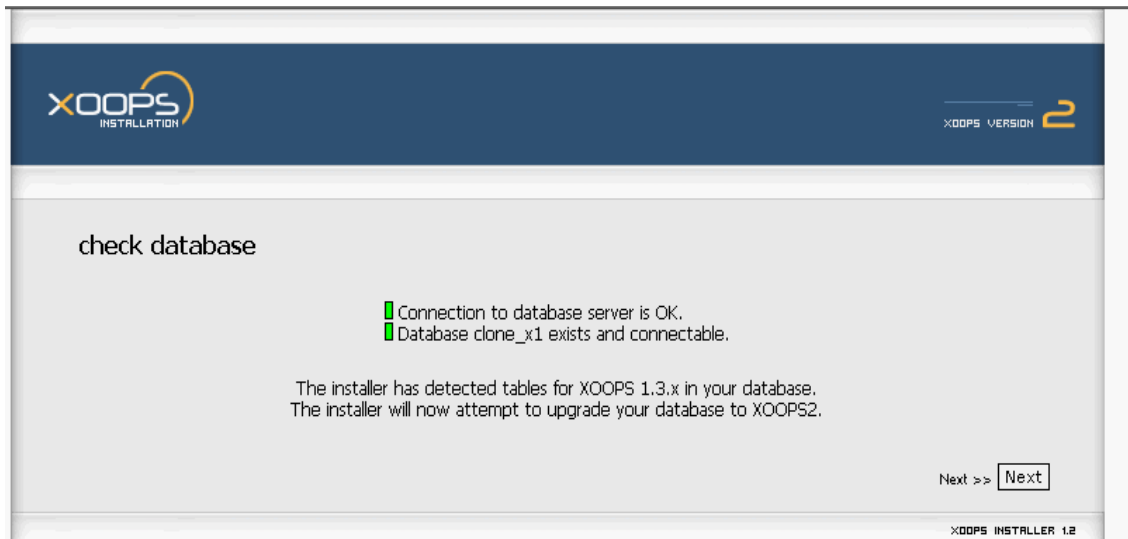 XOOPS
INSTALLATION
XOOPS VERSION 2
check database
Connection to database server is OK.
Database clone_x1 exists and connectable.
The installer has detected tables for XOOPS 1.3.x in your database.
The installer will now attempt to upgrade your database to XOOPS2.
Next >> Next
XOOPS INSTALLER 1.2